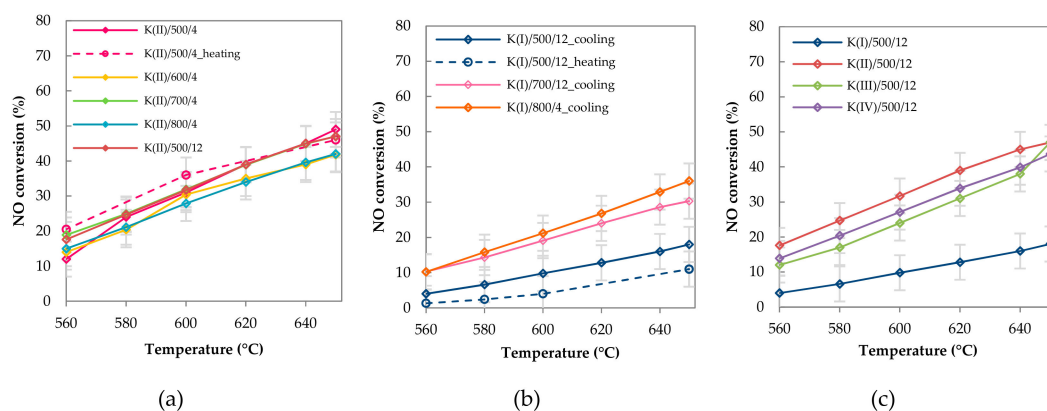 80
70
60
50
40
30
20
10
0
NO conversion (%)
K(II)/500/4
K(II)/500/4_heating
K(II)/600/4
K(II)/700/4
K(II)/800/4
K(II)/500/12
560 580 600 620 640
Temperature (°C)
(a)
80
70
60
50
40
30
20
10
0
NO conversion (%)
K(I)/500/12_cooling
K(I)/500/12_heating
K(I)/700/12_cooling
K(I)/800/4_cooling
560 580 600 620 640
Temperature (°C)
(b)
80
70
60
50
40
30
20
10
0
NO conversion (%)
K(I)/500/12
K(II)/500/12
K(III)/500/12
K(IV)/500/12
560 580 600 620 640
Temperature (°C)
(c)